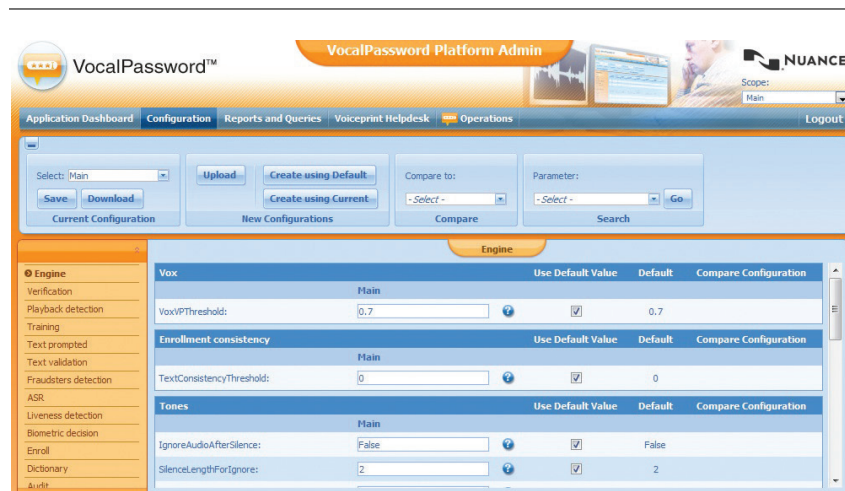 VocalPassword™
VocalPassword Platform Admin
NUANCE
Scope:
Main
Application Dashboard Configuration Reports and Queries Voiceprint Helpdesk Operations Logout
Select: Main
Save Download
Current Configuration
Upload Create using Default
Create using Current
New Configurations
Compare to:
- Select -
Compare
Parameter:
- Select - Go
Search
Engine
Engine
Verification
Playback detection
Training
Text prompted
Text validation
Fraudsters detection
ASR
Liveness detection
Biometric decision
Enroll
Dictionary
Audit
Vox Use Default Value Default Compare Configuration
Main
VoxVPThreshold: 0.7 0.7
Enrollment consistency Use Default Value Default Compare Configuration
Main
TextConsistencyThreshold: 0 0
Tones Use Default Value Default Compare Configuration
Main
IgnoreAudioAfterSilence: False False
SilenceLengthForIgnore: 2 2